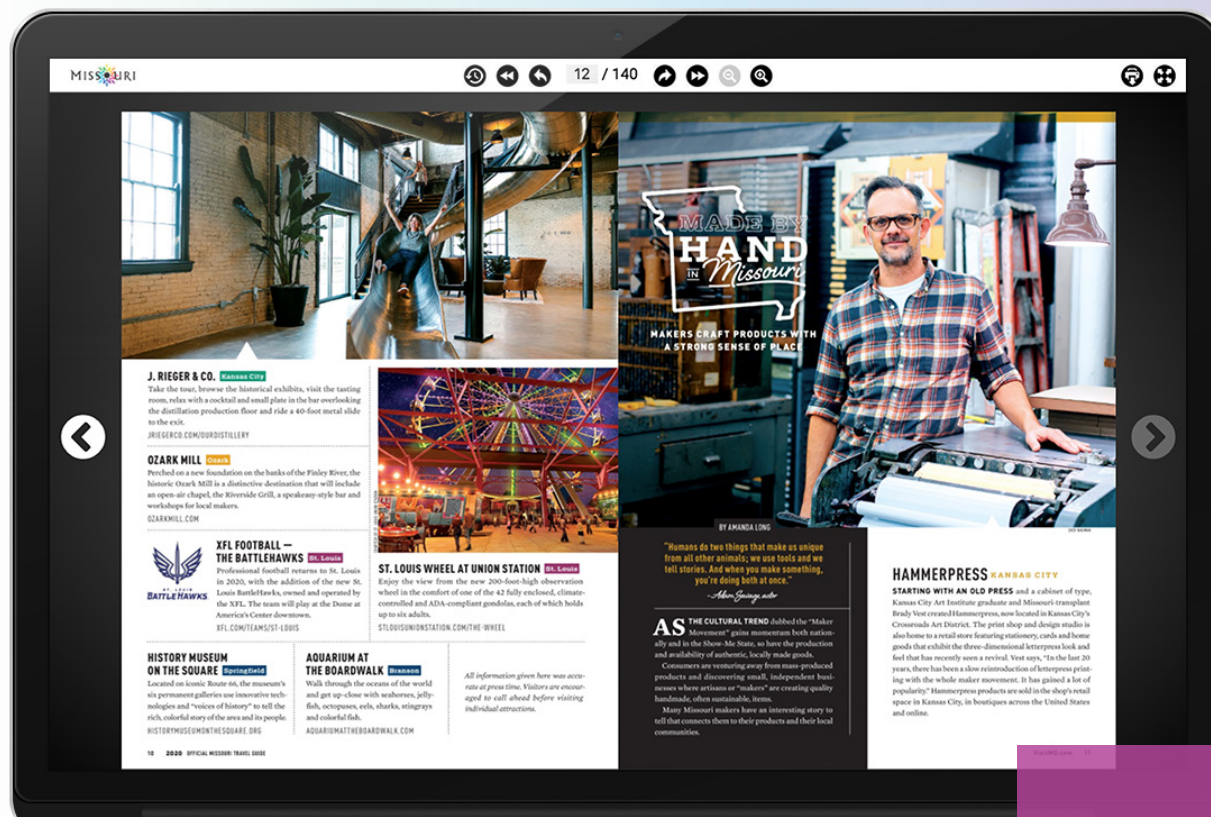 MISSOURI
12 / 140
J. RIEGER & CO. Kansas City
Take the tour, browse the historical exhibits, visit the tasting
room, relax with a cocktail and small plate in the bar overlooking
the distillation production floor and ride a 40-foot metal slide
to the exit.
JRIEGERCO.COM/OURDISTILLERY
OZARK MILL Ozark
Perched on a new foundation on the banks of the Finley River, the
historic Ozark Mill is a distinctive destination that will include
an open-air chapel, the Riverside Grill, a speakeasy-style bar and
workshops for local makers.
OZARKMILL.COM
ST. LOUIS
BATTLEHAWKS
XFL FOOTBALL —
THE BATTLEHAWKS St. Louis
Professional football returns to St. Louis
in 2020, with the addition of the new St.
Louis BattleHawks, owned and operated by
the XFL. The team will play at the Dome at
America's Center downtown.
XFL.COM/TEAMS/ST-LOUIS
ST. LOUIS WHEEL AT UNION STATION St. Louis
Enjoy the view from the new 200-foot-high observation
wheel in the comfort of one of the 42 fully enclosed, climate-
controlled and ADA-compliant gondolas, each of which holds
up to six adults.
STLOUISUNIONSTATION.COM/THE-WHEEL
HISTORY MUSEUM
ON THE SQUARE Springfield
Located on iconic Route 66, the museum's
six permanent galleries use innovative tech-
nologies and "voices of history" to tell the
rich, colorful story of the area and its people.
HISTORYMUSEUMONTHESQUARE.ORG
AQUARIUM AT
THE BOARDWALK Branson
Walk through the oceans of the world
and get up-close with seahorses, jelly-
fish, octopuses, eels, sharks, stingrays
and colorful fish.
AQUARIUMATTHEBOARDWALK.COM
All information given here was accu-
rate at press time. Visitors are encour-
aged to call ahead before visiting
individual attractions.
10 2020 OFFICIAL MISSOURI TRAVEL GUIDE
MADE BY
HAND
IN Missouri
MAKERS CRAFT PRODUCTS WITH
A STRONG SENSE OF PLACE
BY AMANDA LONG
"Humans do two things that make us unique
from all other animals; we use tools and we
tell stories. And when you make something,
you're doing both at once."
-Adam Savage, actor
AS THE CULTURAL TREND dubbed the "Maker
Movement" gains momentum both nation-
ally and in the Show-Me State, so have the production
and availability of authentic, locally made goods.
Consumers are venturing away from mass-produced
products and discovering small, independent busi-
nesses where artisans or "makers" are creating quality
handmade, often sustainable, items.
Many Missouri makers have an interesting story to
tell that connects them to their products and their local
communities.
HAMMERPRESS KANSAS CITY
STARTING WITH AN OLD PRESS and a cabinet of type,
Kansas City Art Institute graduate and Missouri-transplant
Brady Vest created Hammerpress, now located in Kansas City's
Crossroads Art District. The print shop and design studio is
also home to a retail store featuring stationery, cards and home
goods that exhibit the three-dimensional letterpress look and
feel that has recently seen a revival. Vest says, "In the last 20
years, there has been a slow reintroduction of letterpress print-
ing with the whole maker movement. It has gained a lot of
popularity." Hammerpress products are sold in the shop's retail
space in Kansas City, in boutiques across the United States
and online.
VisitMO.com 11